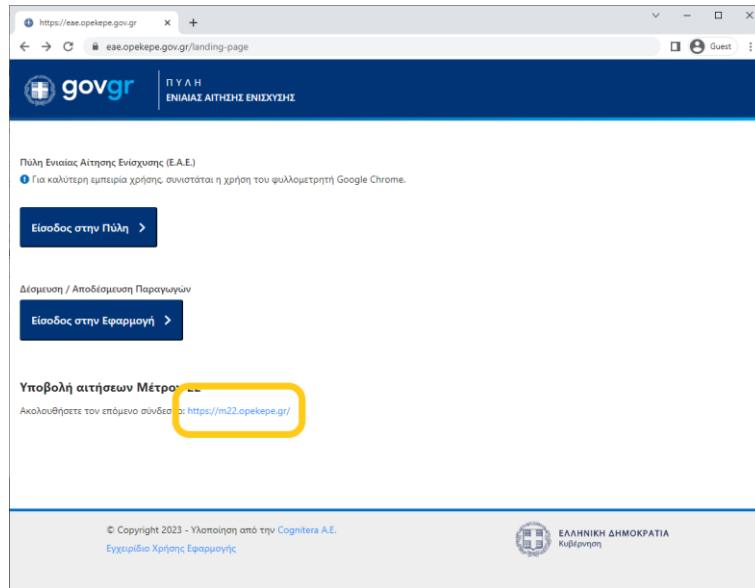 https://eae.opekepe.gov.gr
eae.opekepe.gov.gr/landing-page
Guest
govgr
ΠΥΛΗ
ΕΝΙΑΙΑΣ ΑΙΤΗΣΗΣ ΕΝΙΣΧΥΣΗΣ
Πύλη Ενιαίας Αίτησης Ενίσχυσης (Ε.Α.Ε.)
Για καλύτερη εμπειρία χρήσης, συνιστάται η χρήση του φυλλομετρητή Google Chrome.
Είσοδος στην Πύλη
Δέσμευση / Αποδέσμευση Παραγωγών
Είσοδος στην Εφαρμογή
Υποβολή αιτήσεων Μέτρου 22
Ακολουθήσετε τον επόμενο σύνδεσμο: https://m22.opekepe.gr/
© Copyright 2023 - Υλοποίηση από την Cognitera Α.Ε.
Εγχειρίδιο Χρήσης Εφαρμογής
ΕΛΛΗΝΙΚΗ ΔΗΜΟΚΡΑΤΙΑ
Κυβέρνηση